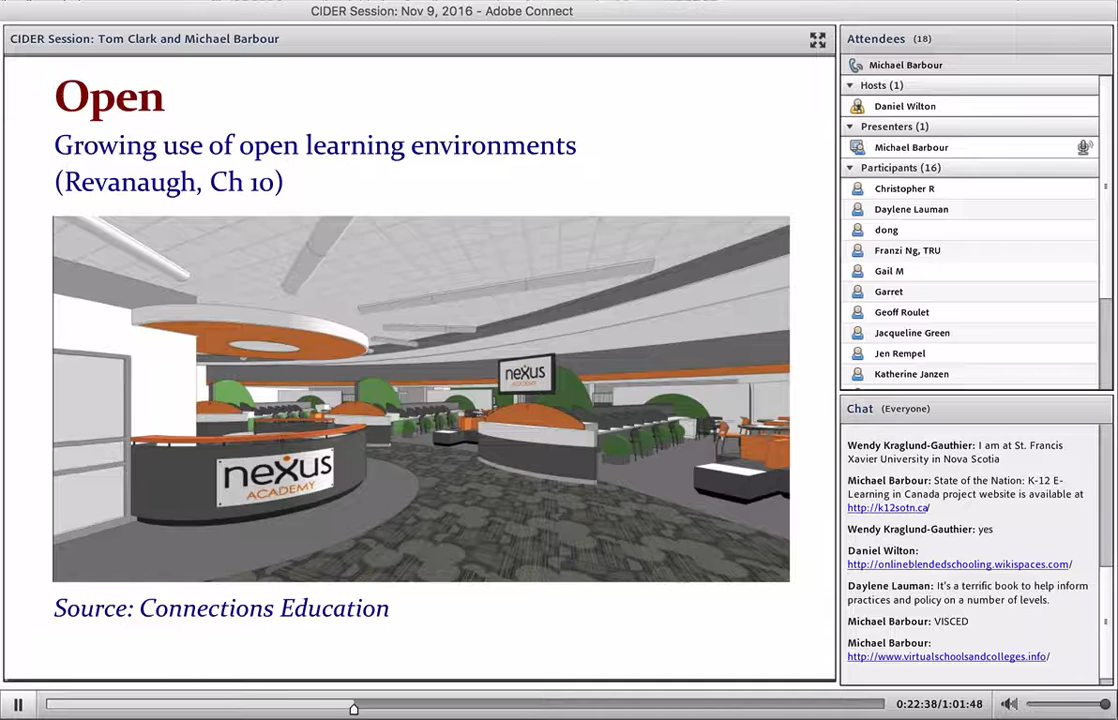 CIDER Session: Nov 9, 2016 - Adobe Connect
CIDER Session: Tom Clark and Michael Barbour
Open
Growing use of open learning environments
(Revanaugh, Ch 10)
nexus
ACADEMY
nexus
ACADEMY
Source: Connections Education
Attendees (18)
Michael Barbour
Hosts (1)
Daniel Wilton
Presenters (1)
Michael Barbour
Participants (16)
Christopher R
Daylene Lauman
dong
Franzi Ng, TRU
Gail M
Garret
Geoff Roulet
Jacqueline Green
Jen Rempel
Katherine Janzen
Chat (Everyone)
Wendy Kraglund-Gauthier: I am at St. Francis
Xavier University in Nova Scotia
Michael Barbour: State of the Nation: K-12 E-
Learning in Canada project website is available at
http://k12sotn.ca/
Wendy Kraglund-Gauthier: yes
Daniel Wilton:
http://onlineblendedschooling.wikispaces.com/
Daylene Lauman: It's a terrific book to help inform
practices and policy on a number of levels.
Michael Barbour: VISCED
Michael Barbour:
http://www.virtualschoolsandcolleges.info/
0:22:38/1:01:48